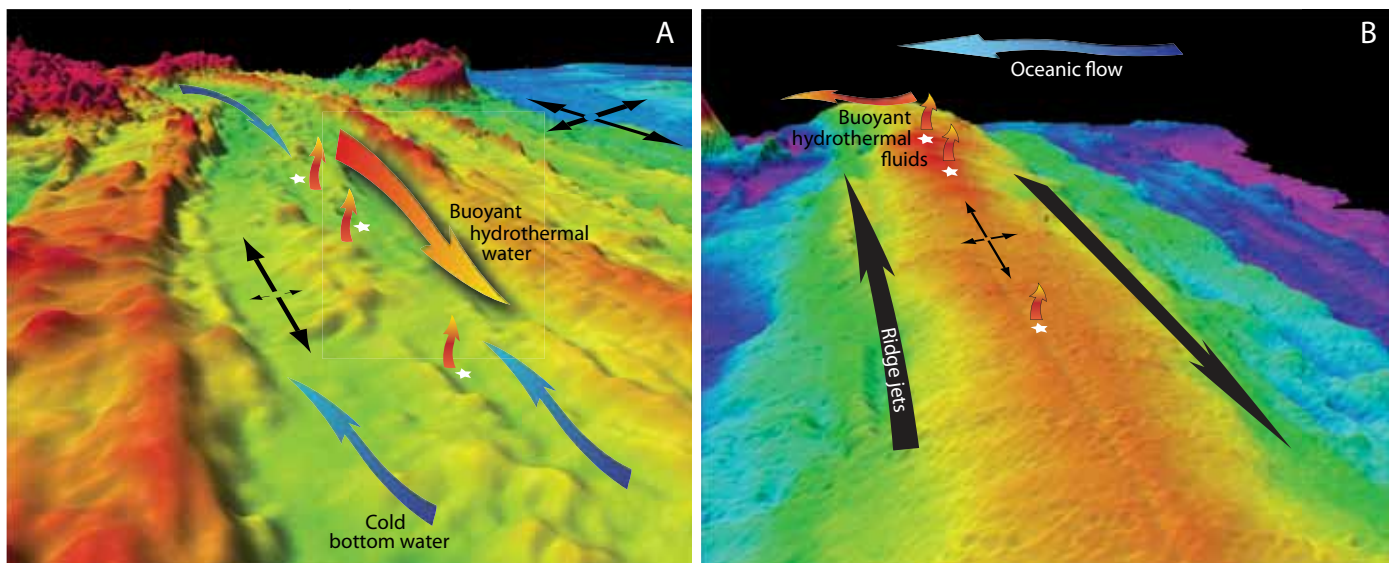 A
Buoyant
hydrothermal
water
Cold
bottom water
B
Oceanic flow
Buoyant
hydrothermal
fluids
Ridge jets